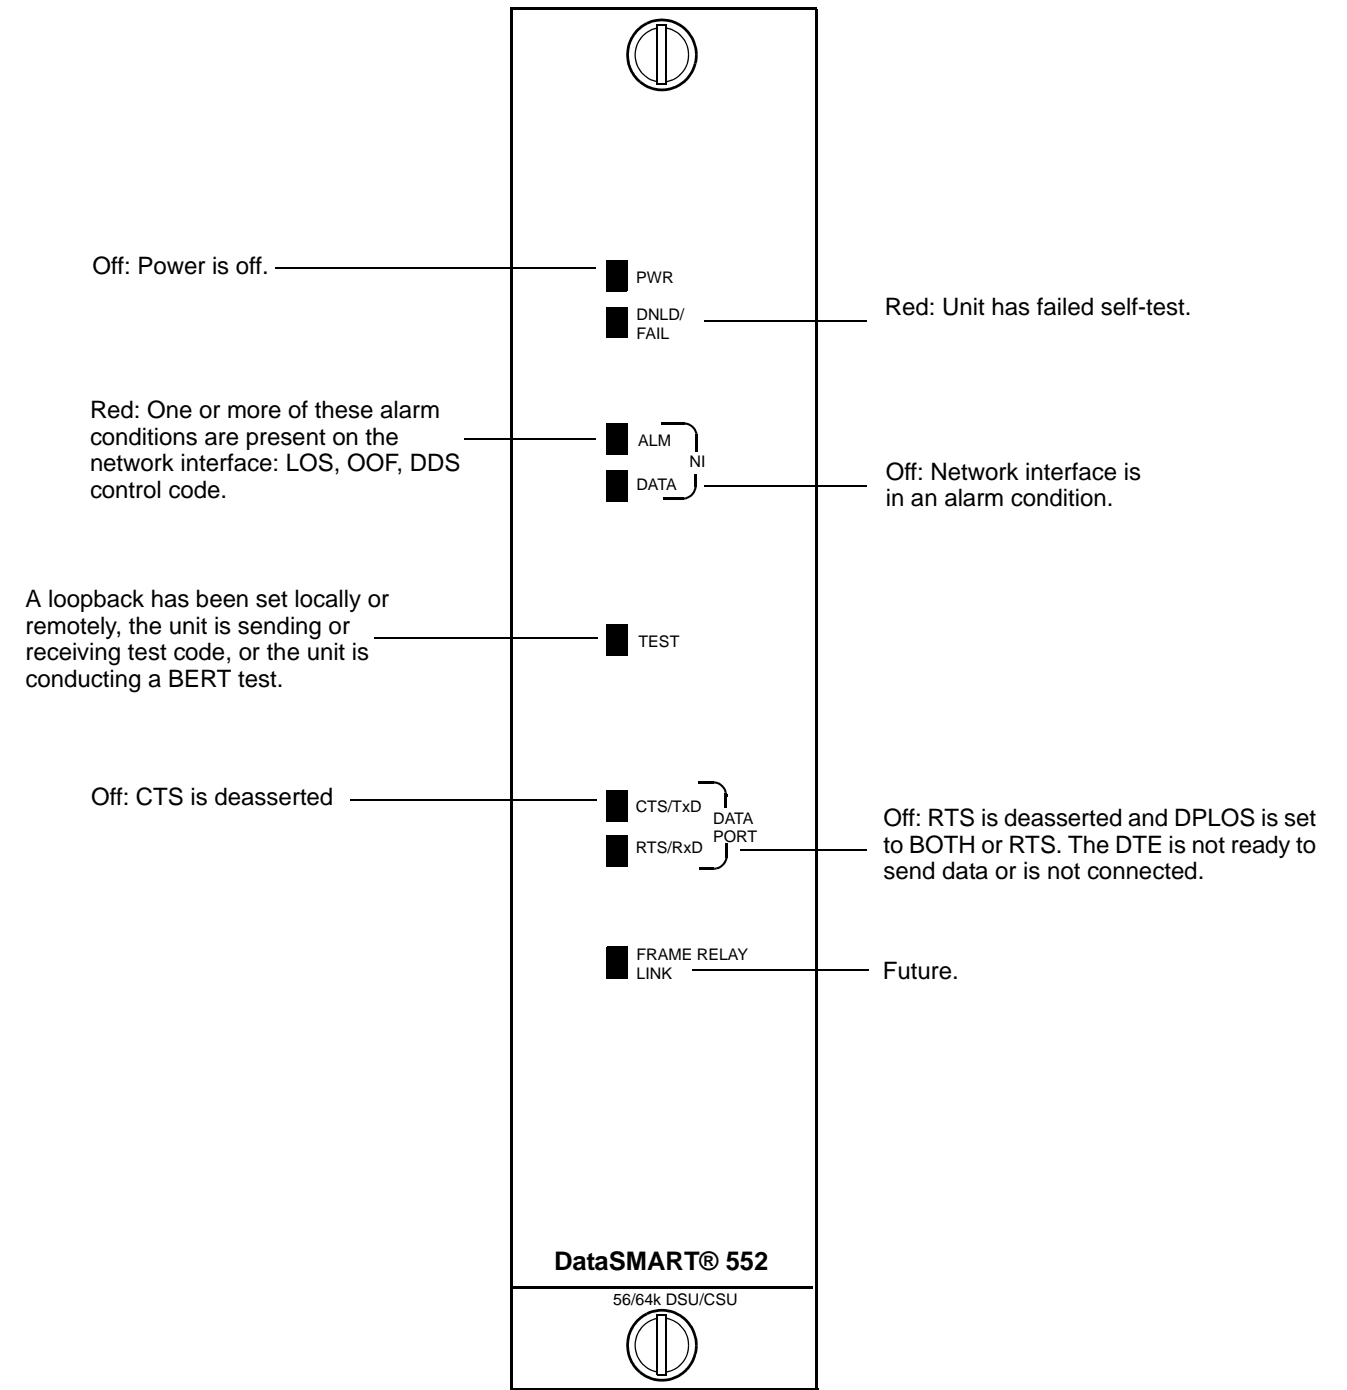 Off: Power is off.
PWR
DNLD/
FAIL
Red: Unit has failed self-test.
Red: One or more of these alarm
conditions are present on the
network interface: LOS, OOF, DDS
control code.
ALM
NI
DATA
Off: Network interface is
in an alarm condition.
A loopback has been set locally or
remotely, the unit is sending or
receiving test code, or the unit is
conducting a BERT test.
TEST
Off: CTS is deasserted
CTS/TxD
DATA
PORT
RTS/RxD
Off: RTS is deasserted and DPLOS is set
to BOTH or RTS. The DTE is not ready to
send data or is not connected.
FRAME RELAY
LINK
Future.
DataSMART® 552
56/64k DSU/CSU